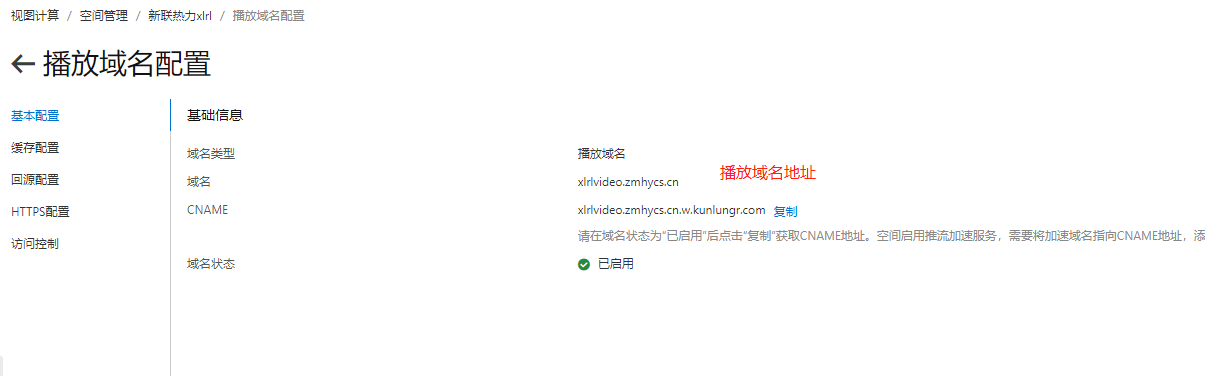 视图计算 / 空间管理 / 新联热力xlrl / 播放域名配置
← 播放域名配置
基本配置
缓存配置
回源配置
HTTPS配置
访问控制
基础信息
域名类型 播放域名
播放域名地址
域名 xlrlvideo.zmhycs.cn
CNAME xlrlvideo.zmhycs.cn.w.kunlungr.com 复制
请在域名状态为“已启用”后点击“复制”获取CNAME地址。空间启用推流加速服务，需要将加速域名指向CNAME地址，添
域名状态 已启用